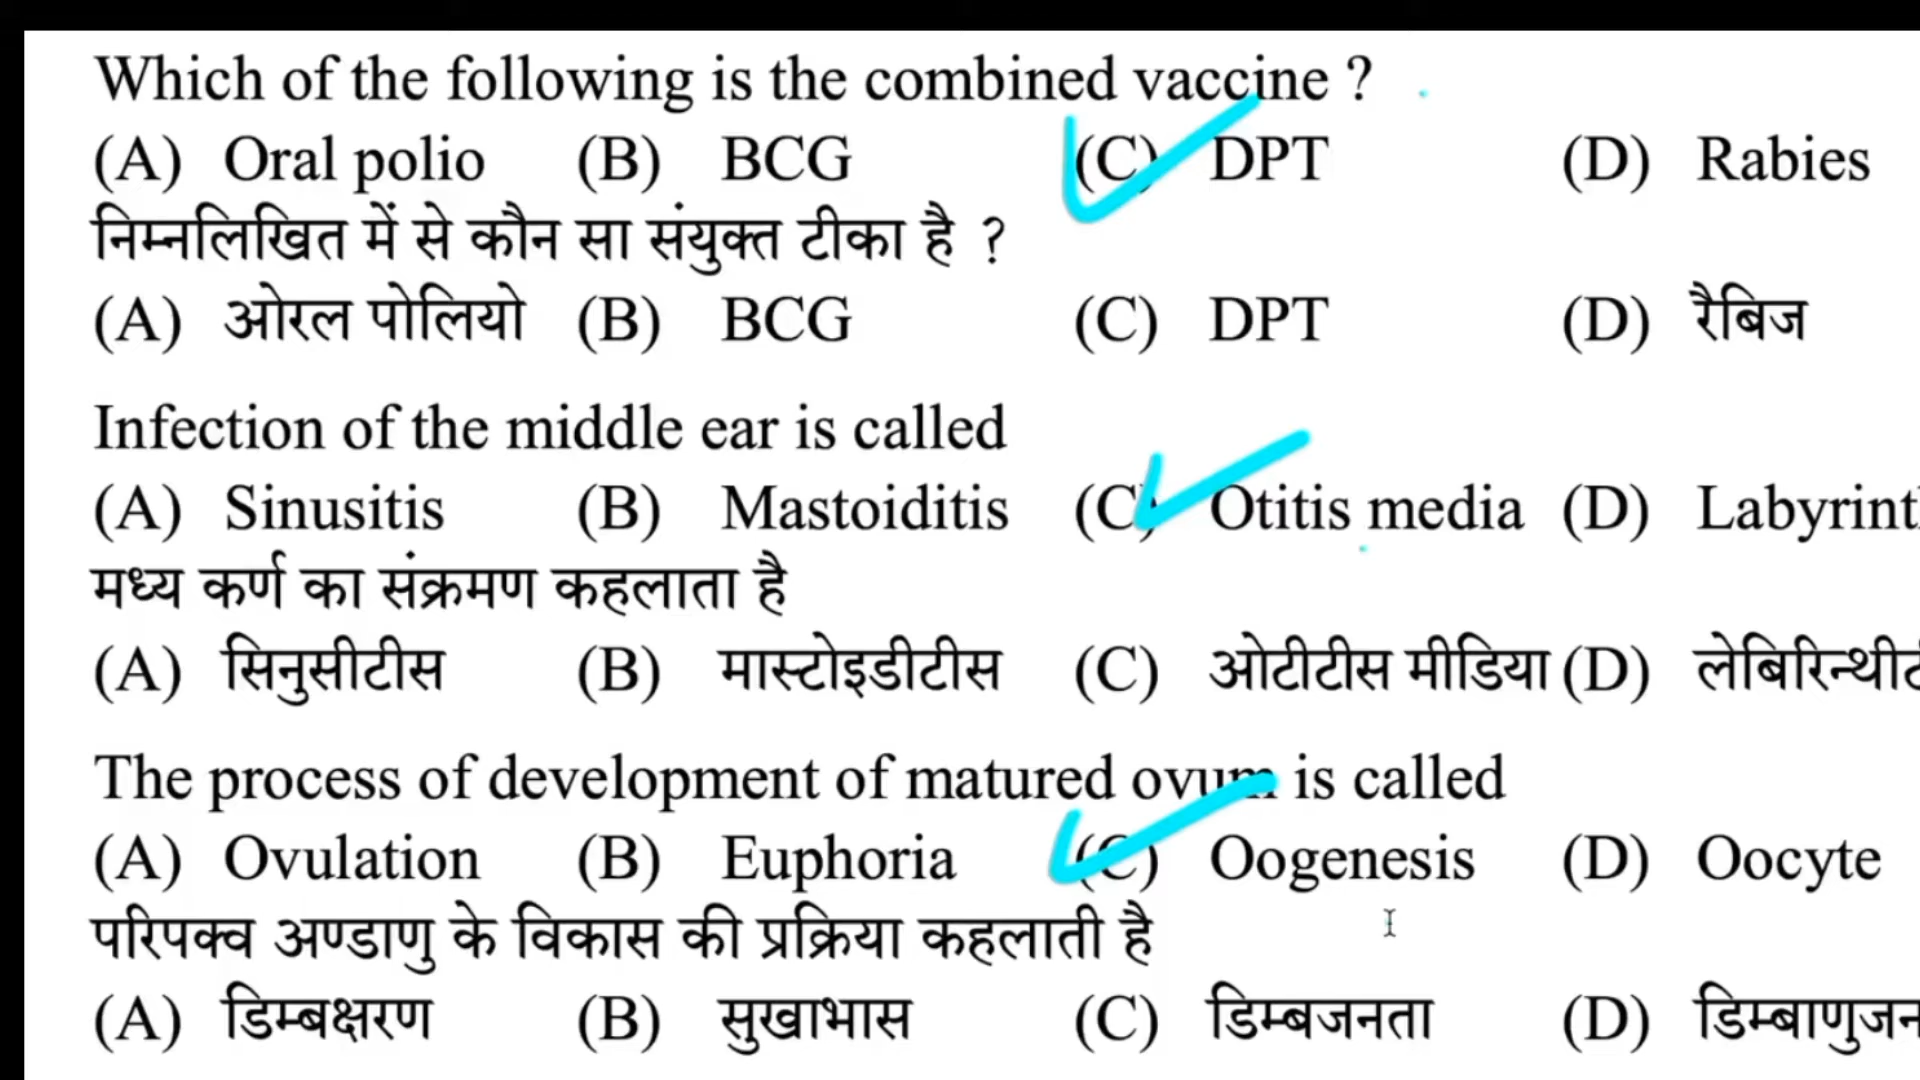 Which of the following is the combined vaccine ?
(A) Oral polio (B) BCG (C) DPT (D) Rabies
निम्नलिखित में से कौन सा संयुक्त टीका है ?
(A) ओरल पोलियो (B) BCG (C) DPT (D) रैबिज
Infection of the middle ear is called
(A) Sinusitis (B) Mastoiditis (C) Otitis media (D)
मध्य कर्ण का संक्रमण कहलाता है
(A) सिनुसीटीस (B) मास्टोइडीटीस (C) ओटीटीस मीडिया (D)
The process of development of matured ovum is called
(A) Ovulation (B) Euphoria (C) Oogenesis (D) Oocyte
परिपक्व अण्डाणु के विकास की प्रक्रिया कहलाती है
(A) डिम्बक्षरण (B) सुखाभास (C) डिम्बजनता (D)